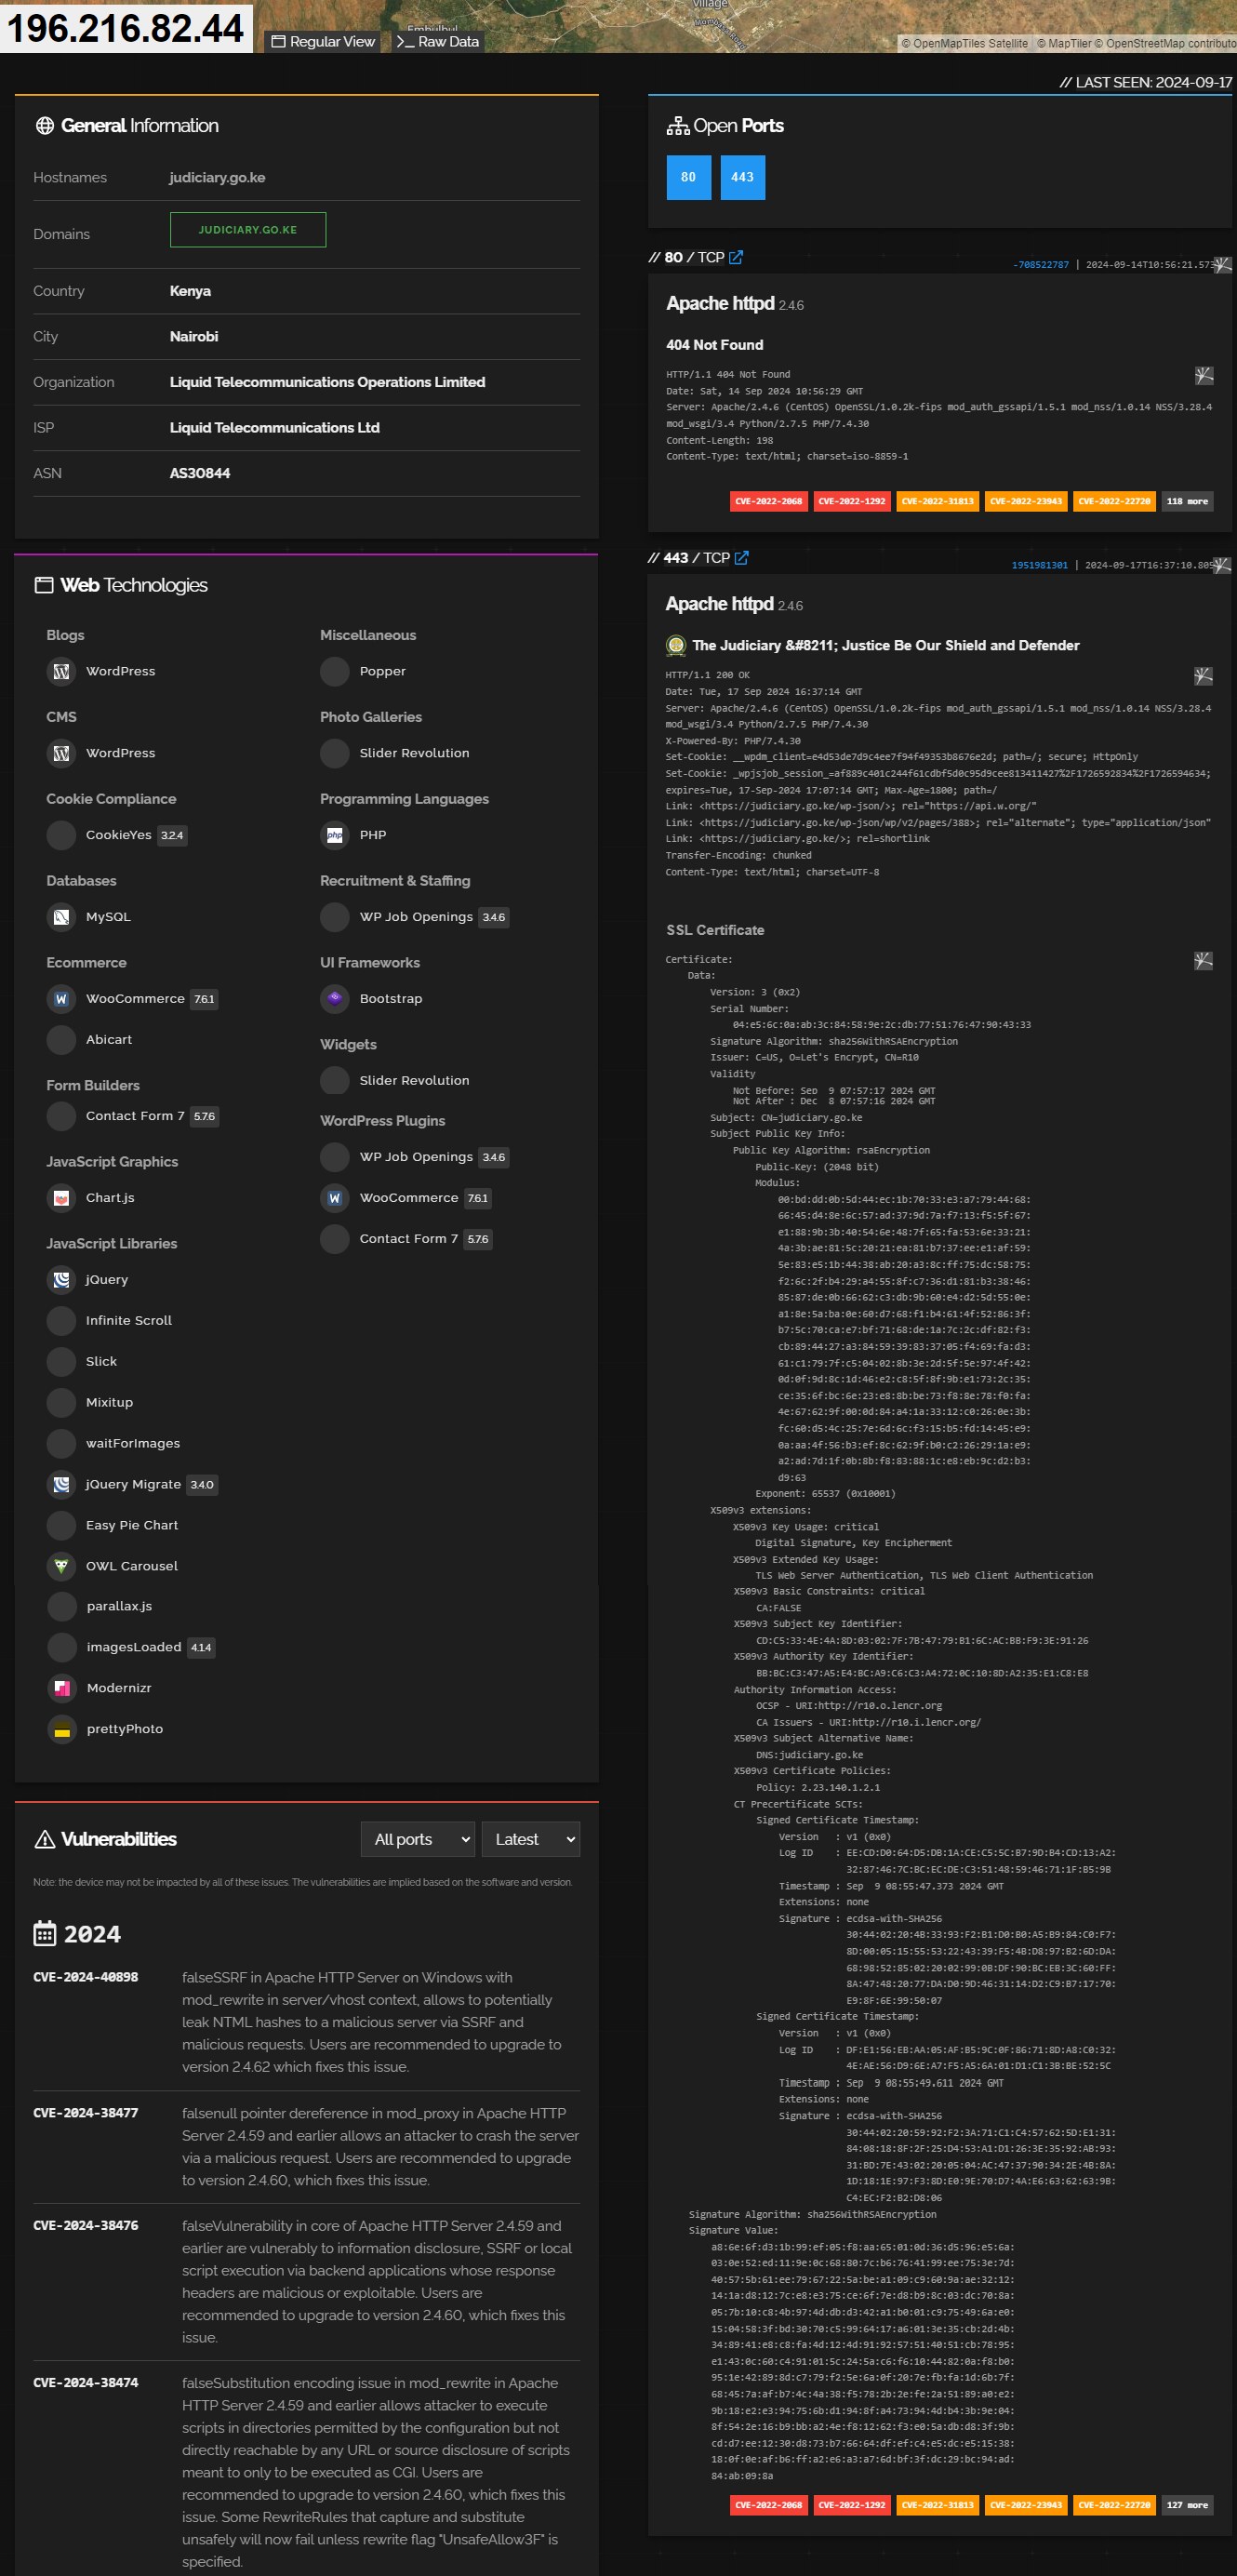 Village
196.216.82.44
Regular View
Raw Data
© OpenMapTiles Satellite © MapTiler © OpenStreetMap contributo
// LAST SEEN: 2024-09-17
General Information
Hostnames judiciary.go.ke
Domains JUDICIARY.GO.KE
Country Kenya
City Nairobi
Organization Liquid Telecommunications Operations Limited
ISP Liquid Telecommunications Ltd
ASN AS30844
Web Technologies
Blogs
WordPress
CMS
WordPress
Cookie Compliance
CookieYes 3.2.4
Databases
MySQL
Ecommerce
WooCommerce 7.6.1
Abicart
Form Builders
Contact Form 7 5.7.6
JavaScript Graphics
Chart.js
JavaScript Libraries
jQuery
Infinite Scroll
Slick
Mixitup
waitForImages
jQuery Migrate 3.4.0
Easy Pie Chart
OWL Carousel
parallax.js
imagesLoaded 4.1.4
Modernizr
prettyPhoto
Miscellaneous
Popper
Photo Galleries
Slider Revolution
Programming Languages
PHP
Recruitment & Staffing
WP Job Openings 3.4.6
UI Frameworks
Bootstrap
Widgets
Slider Revolution
WordPress Plugins
WP Job Openings 3.4.6
WooCommerce 7.6.1
Contact Form 7 5.7.6
Vulnerabilities
All ports
Latest
Note: the device may not be impacted by all of these issues. The vulnerabilities are implied based on the software and version.
2024
CVE-2024-40898 falseSSRF in Apache HTTP Server on Windows with
mod_rewrite in server/vhost context, allows to potentially
leak NTML hashes to a malicious server via SSRF and
malicious requests. Users are recommended to upgrade to
version 2.4.62 which fixes this issue.
CVE-2024-38477 falsenull pointer dereference in mod_proxy in Apache HTTP
Server 2.4.59 and earlier allows an attacker to crash the server
via a malicious request. Users are recommended to upgrade
to version 2.4.60, which fixes this issue.
CVE-2024-38476 falseVulnerability in core of Apache HTTP Server 2.4.59 and
earlier are vulnerably to information disclosure, SSRF or local
script execution via backend applications whose response
headers are malicious or exploitable. Users are
recommended to upgrade to version 2.4.60, which fixes this
issue.
CVE-2024-38474 falseSubstitution encoding issue in mod_rewrite in Apache
HTTP Server 2.4.59 and earlier allows attacker to execute
scripts in directories permitted by the configuration but not
directly reachable by any URL or source disclosure of scripts
meant to only to be executed as CGI. Users are
recommended to upgrade to version 2.4.60, which fixes this
issue. Some RewriteRules that capture and substitute
unsafely will now fail unless rewrite flag "UnsafeAllow3F" is
specified.
Open Ports
80 443
// 80 / TCP
-708522787 | 2024-09-14T10:56:21.573
Apache httpd 2.4.6
404 Not Found
HTTP/1.1 404 Not Found
Date: Sat, 14 Sep 2024 10:56:29 GMT
Server: Apache/2.4.6 (CentOS) OpenSSL/1.0.2k-fips mod_auth_gssapi/1.5.1 mod_nss/1.0.14 NSS/3.28.4
mod_wsgi/3.4 Python/2.7.5 PHP/7.4.30
Content-Length: 198
Content-Type: text/html; charset=iso-8859-1
CVE-2022-2068 CVE-2022-1292 CVE-2022-31813 CVE-2022-23943 CVE-2022-22720 118 more
// 443 / TCP
1951981301 | 2024-09-17T16:37:10.805
Apache httpd 2.4.6
The Judiciary &#8211; Justice Be Our Shield and Defender
HTTP/1.1 200 OK
Date: Tue, 17 Sep 2024 16:37:14 GMT
Server: Apache/2.4.6 (CentOS) OpenSSL/1.0.2k-fips mod_auth_gssapi/1.5.1 mod_nss/1.0.14 NSS/3.28.4
mod_wsgi/3.4 Python/2.7.5 PHP/7.4.30
X-Powered-By: PHP/7.4.30
Set-Cookie: __wpdm_client=e4d53de7d9c4ee7f94f49353b8676e2d; path=/; secure; HttpOnly
Set-Cookie: _wpjsjob_session_=af889c401c244f61cdbf5d0c95d9cee813411427%2F1726592834%2F1726594634;
expires=Tue, 17-Sep-2024 17:07:14 GMT; Max-Age=1800; path=/
Link: <https://judiciary.go.ke/wp-json/>; rel="https://api.w.org/"
Link: <https://judiciary.go.ke/wp-json/wp/v2/pages/388>; rel="alternate"; type="application/json"
Link: <https://judiciary.go.ke/>; rel=shortlink
Transfer-Encoding: chunked
Content-Type: text/html; charset=UTF-8
SSL Certificate
Certificate:
Data:
Version: 3 (0x2)
Serial Number:
04:e5:6c:0a:ab:3c:84:58:9e:2c:db:77:51:76:47:90:43:33
Signature Algorithm: sha256WithRSAEncryption
Issuer: C=US, O=Let's Encrypt, CN=R10
Validity
Not Before: Sep 9 07:57:17 2024 GMT
Not After : Dec 8 07:57:16 2024 GMT
Subject: CN=judiciary.go.ke
Subject Public Key Info:
Public Key Algorithm: rsaEncryption
Public-Key: (2048 bit)
Modulus:
00:bd:dd:0b:5d:44:ec:1b:70:33:e3:a7:79:44:68:
66:45:d4:8e:6c:57:ad:37:9d:7a:f7:13:f5:5f:67:
e1:88:9b:3b:40:54:6e:48:7f:65:fa:53:6e:33:21:
4a:3b:ae:81:5c:20:21:ea:81:b7:37:ee:e1:af:59:
5e:83:e5:1b:44:38:ab:20:a3:8c:ff:75:dc:58:75:
f2:6c:2f:b4:29:a4:55:8f:c7:36:d1:81:b3:38:46:
85:87:de:0b:66:62:c3:db:9b:60:e4:d2:5d:55:0e:
a1:8e:5a:ba:0e:60:d7:68:f1:b4:61:4f:52:86:3f:
b7:5c:70:ca:e7:bf:71:68:de:1a:7c:2c:df:82:f3:
cb:89:44:27:a3:84:59:39:83:37:05:f4:69:fa:d3:
61:c1:79:7f:c5:04:02:8b:3e:2d:5f:5e:97:4f:42:
0d:0f:9d:8c:1d:46:e2:c8:5f:8f:9b:e1:73:2c:35:
ce:35:6f:bc:6e:23:e8:8b:be:73:f8:8e:78:f0:fa:
4e:67:62:9f:00:0d:84:a4:1a:33:12:c0:26:0e:3b:
fc:60:d5:4c:25:7e:6d:6c:f3:15:b5:fd:14:45:e9:
0a:aa:4f:56:b3:ef:8c:62:9f:b0:c2:26:29:1a:e9:
a2:ad:7d:1f:0b:8b:f8:83:88:1c:e8:eb:9c:d2:b3:
d9:63
Exponent: 65537 (0x10001)
X509v3 extensions:
X509v3 Key Usage: critical
Digital Signature, Key Encipherment
X509v3 Extended Key Usage:
TLS Web Server Authentication, TLS Web Client Authentication
X509v3 Basic Constraints: critical
CA:FALSE
X509v3 Subject Key Identifier:
CD:C5:33:4E:4A:8D:03:02:7F:7B:47:79:B1:6C:AC:BB:F9:3E:91:26
X509v3 Authority Key Identifier:
BB:BC:C3:47:A5:E4:BC:A9:C6:C3:A4:72:0C:10:8D:A2:35:E1:C8:E8
Authority Information Access:
OCSP - URI:http://r10.o.lencr.org
CA Issuers - URI:http://r10.i.lencr.org/
X509v3 Subject Alternative Name:
DNS:judiciary.go.ke
X509v3 Certificate Policies:
Policy: 2.23.140.1.2.1
CT Precertificate SCTs:
Signed Certificate Timestamp:
Version : v1 (0x0)
Log ID : EE:CD:D0:64:D5:DB:1A:CE:C5:5C:B7:9D:B4:CD:13:A2:
32:87:46:7C:BC:EC:DE:C3:51:48:59:46:71:1F:B5:9B
Timestamp : Sep 9 08:55:47.373 2024 GMT
Extensions: none
Signature : ecdsa-with-SHA256
30:44:02:20:4B:33:93:F2:B1:D0:B0:A5:B9:84:C0:F7:
8D:00:05:15:55:53:22:43:39:F5:4B:D8:97:B2:6D:DA:
68:98:52:85:02:20:02:99:0B:DF:90:BC:EB:3C:60:FF:
8A:47:48:20:77:DA:D0:9D:46:31:14:D2:C9:B7:17:70:
E9:8F:6E:99:50:07
Signed Certificate Timestamp:
Version : v1 (0x0)
Log ID : DF:E1:56:EB:AA:05:AF:B5:9C:0F:86:71:8D:A8:C0:32:
4E:AE:56:D9:6E:A7:F5:A5:6A:01:D1:C1:3B:BE:52:5C
Timestamp : Sep 9 08:55:49.611 2024 GMT
Extensions: none
Signature : ecdsa-with-SHA256
30:44:02:20:59:92:F2:3A:71:C1:C4:57:62:5D:E1:31:
84:08:18:8F:2F:25:D4:53:A1:D1:26:3E:35:92:AB:93:
31:BD:7E:43:02:20:05:04:AC:47:37:90:34:2E:4B:8A:
1D:18:1E:97:F3:8D:E0:9E:70:D7:4A:E6:63:62:63:9B:
C4:EC:F2:B2:D8:06
Signature Algorithm: sha256WithRSAEncryption
Signature Value:
a8:6e:6f:d3:1b:99:ef:05:f8:aa:65:01:0d:36:d5:96:e5:6a:
03:0e:52:ed:11:9e:0c:68:80:7c:b6:76:41:99:ee:75:3e:7d:
40:57:5b:61:ee:79:67:22:5a:be:a1:09:c9:60:9a:ae:32:12:
14:1a:d8:12:7c:e8:e3:75:ce:6f:7e:d8:b9:8c:03:dc:70:8a:
05:7b:10:c8:4b:97:4d:db:d3:42:a1:b0:01:c9:75:49:6a:e0:
15:04:58:3f:bd:30:70:c5:99:64:17:a6:01:3e:35:cb:2d:4b:
34:89:41:e8:c8:fa:4d:12:4d:91:92:57:51:40:51:cb:78:95:
e1:43:0c:60:c4:91:01:5c:24:5a:c6:f6:10:44:82:0a:f8:b0:
95:1e:42:89:8d:c7:79:f2:5e:6a:0f:20:7e:fb:fa:1d:6b:7f:
68:45:7a:af:b7:4c:4a:38:f5:78:2b:2e:fe:2a:51:89:a0:e2:
9b:18:e2:e3:94:75:6b:d1:94:8f:a4:73:94:4d:b4:3b:9e:04:
8f:54:2e:16:b9:bb:a2:4e:f8:12:62:f3:e0:5a:db:d8:3f:9b:
cd:d7:ee:12:30:d8:73:b7:66:64:df:ef:c4:e5:dc:e5:15:38:
18:0f:0e:af:b6:ff:a2:e6:a3:a7:6d:bf:3f:dc:29:bc:94:ad:
84:ab:09:8a
CVE-2022-2068 CVE-2022-1292 CVE-2022-31813 CVE-2022-23943 CVE-2022-22720 127 more